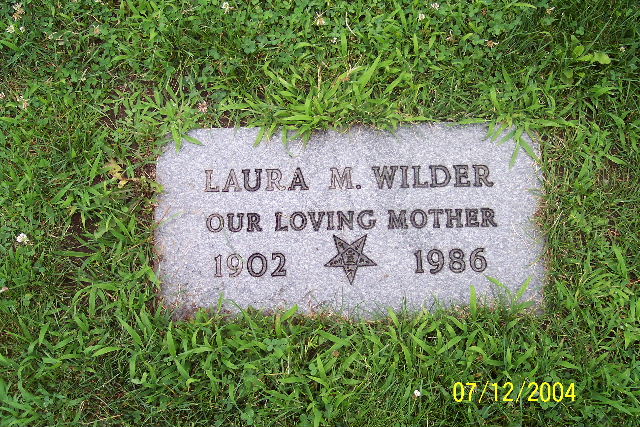 LAURA M. WILDER
OUR LOVING MOTHER
1902 1986
07/12/2004